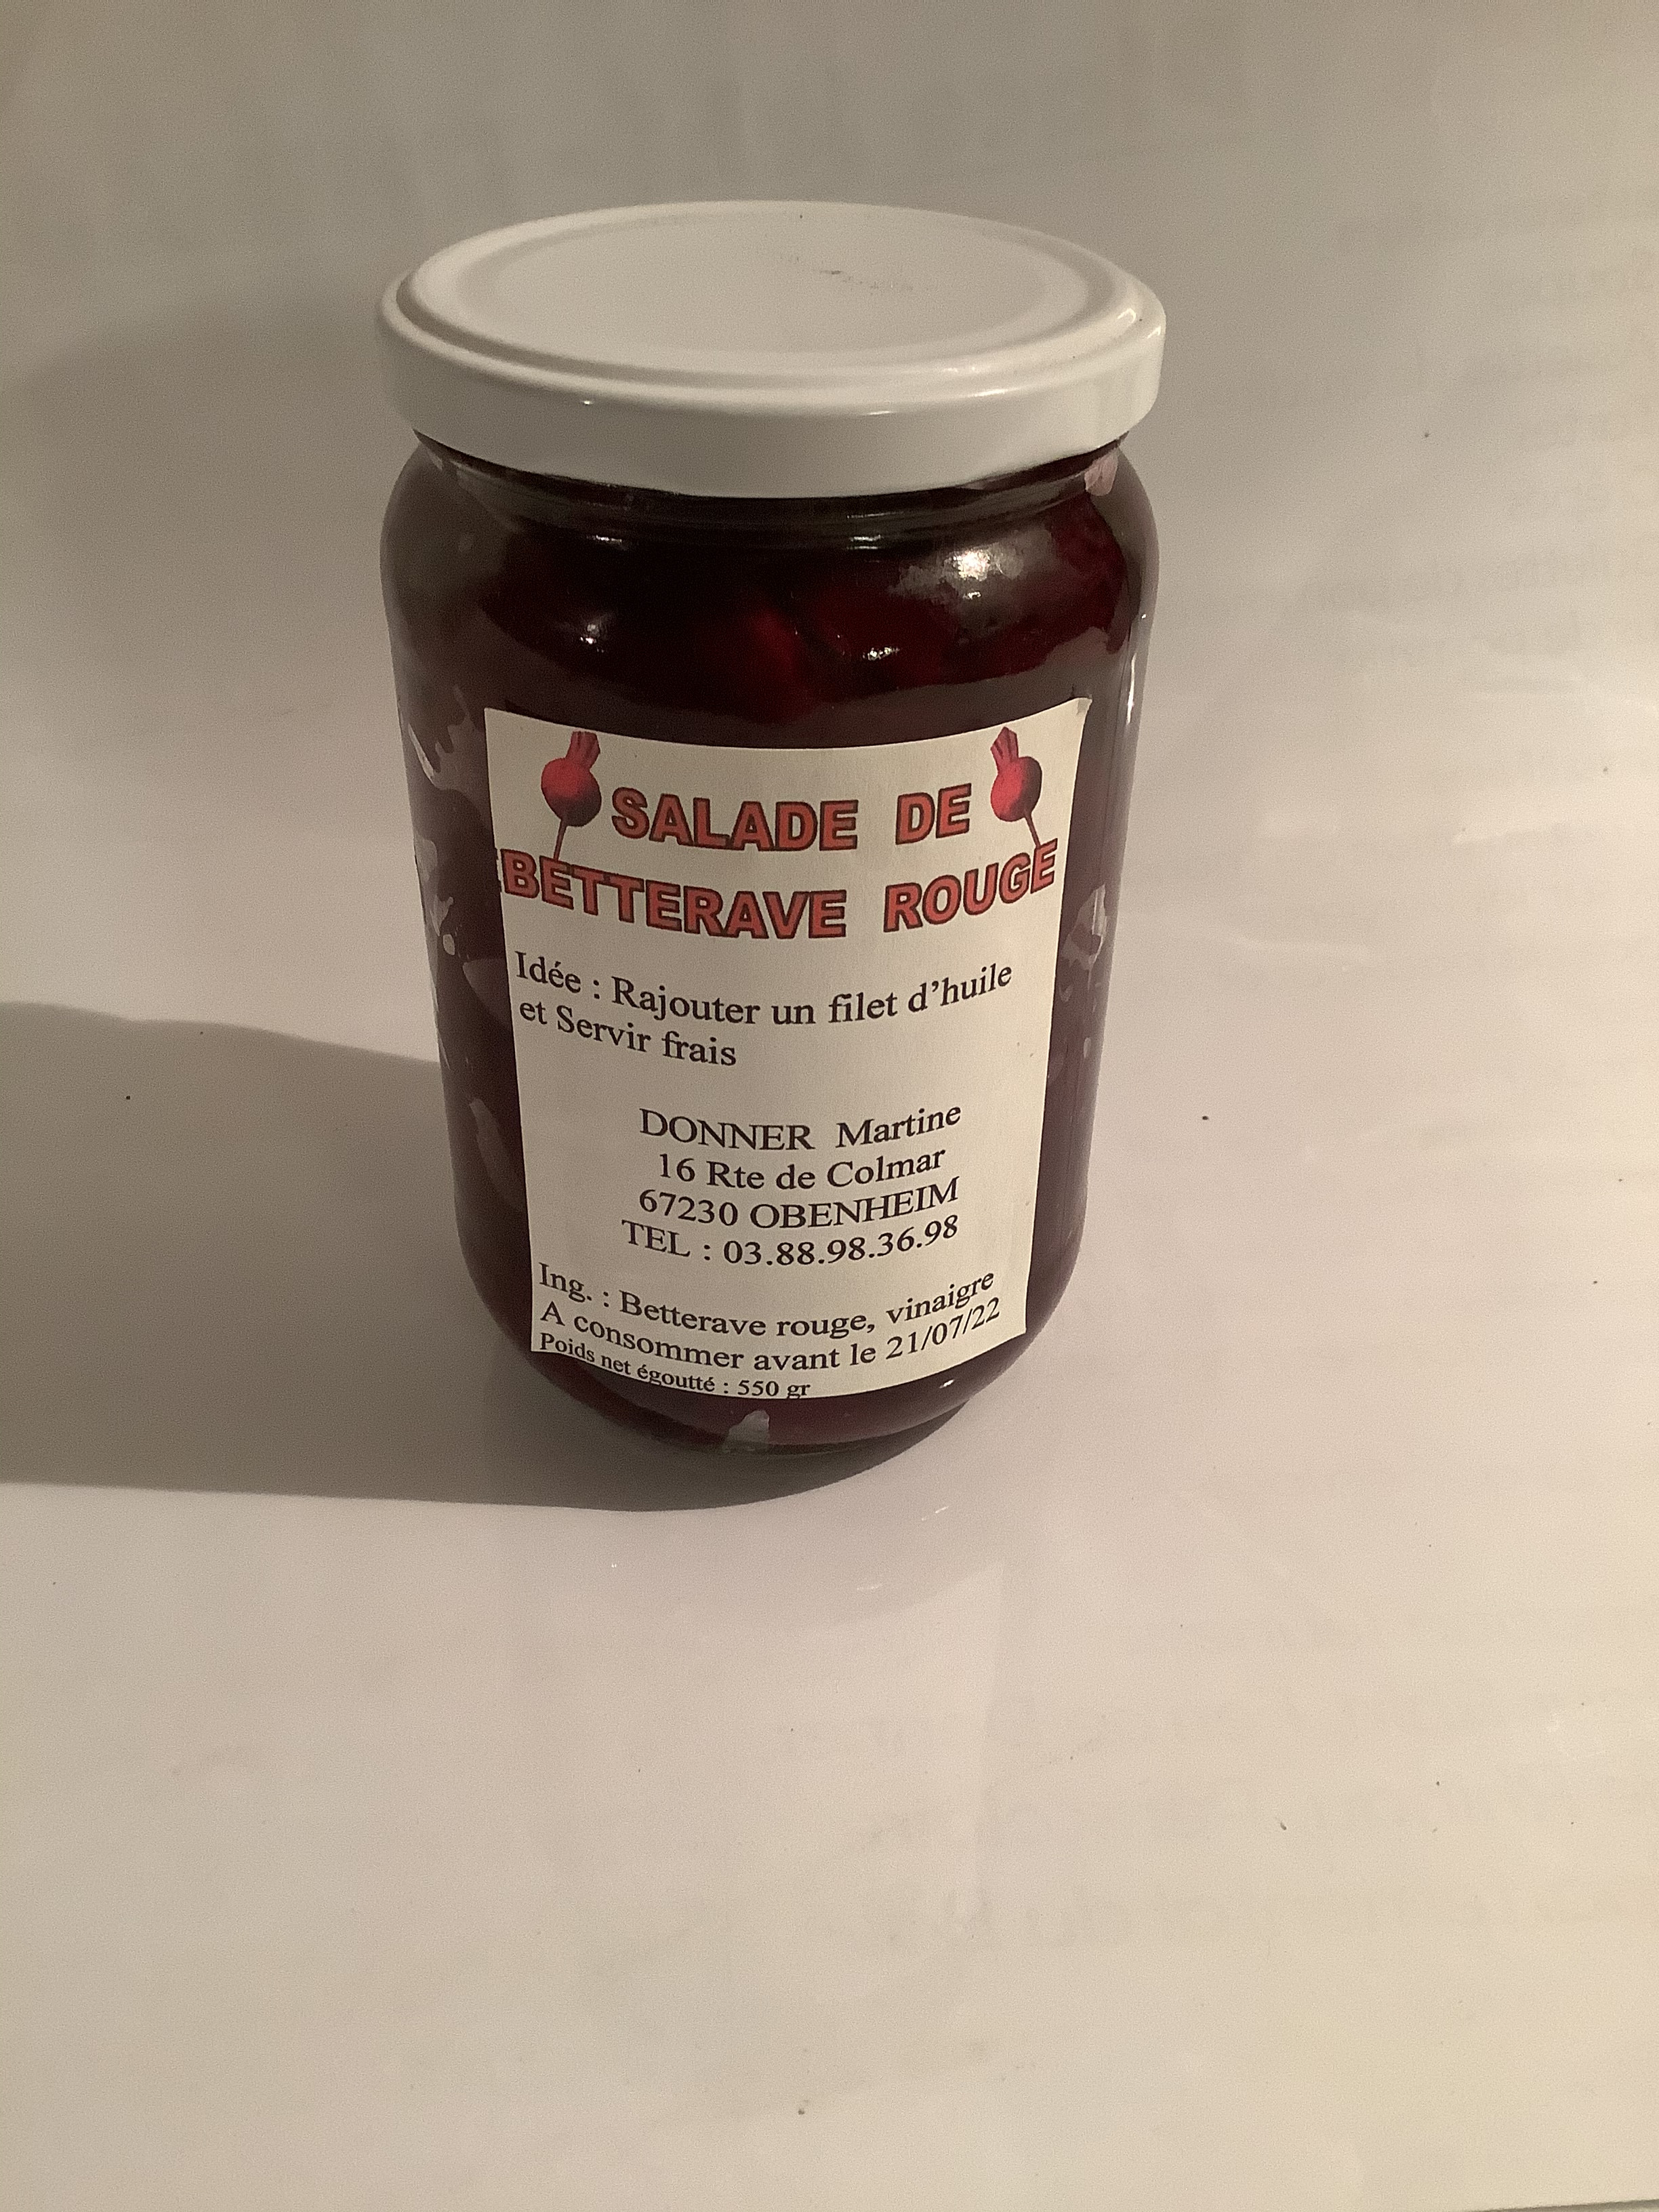 SALADE DE
BETTERAVE ROUGE
Idée : Rajouter un filet d’huile
et Servir frais
DONNER Martine
16 Rte de Colmar
67230 OBENHEIM
TEL : 03.88.98.36.98
Ing. : Betterave rouge, vinaigre
A consommer avant le 21/07/22
Poids net égoutté : 550 gr